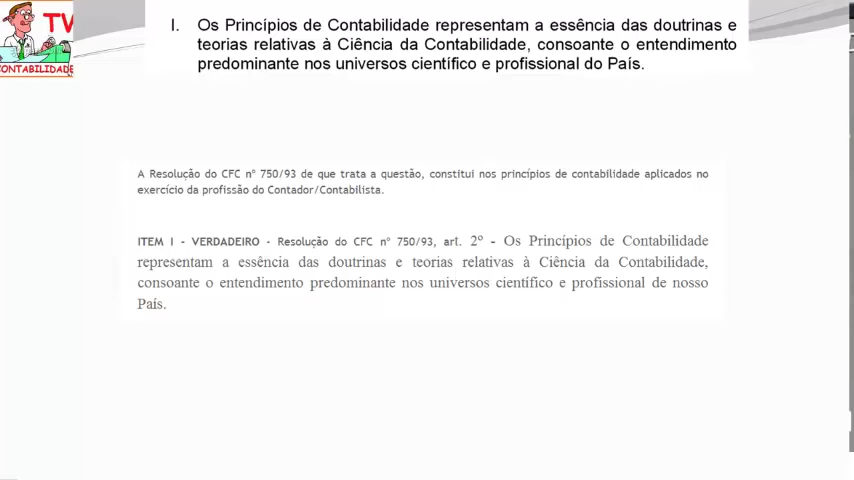 TV
CONTABILIDADE
I. Os Princípios de Contabilidade representam a essência das doutrinas e
teorias relativas à Ciência da Contabilidade, consoante o entendimento
predominante nos universos científico e profissional do País.
A Resolução do CFC nº 750/93 de que trata a questão, constitui nos princípios de contabilidade aplicados no
exercício da profissão do Contador/Contabilista.
ITEM I - VERDADEIRO - Resolução do CFC nº 750/93, art. 2º - Os Princípios de Contabilidade
representam a essência das doutrinas e teorias relativas à Ciência da Contabilidade,
consoante o entendimento predominante nos universos científico e profissional de nosso
País.